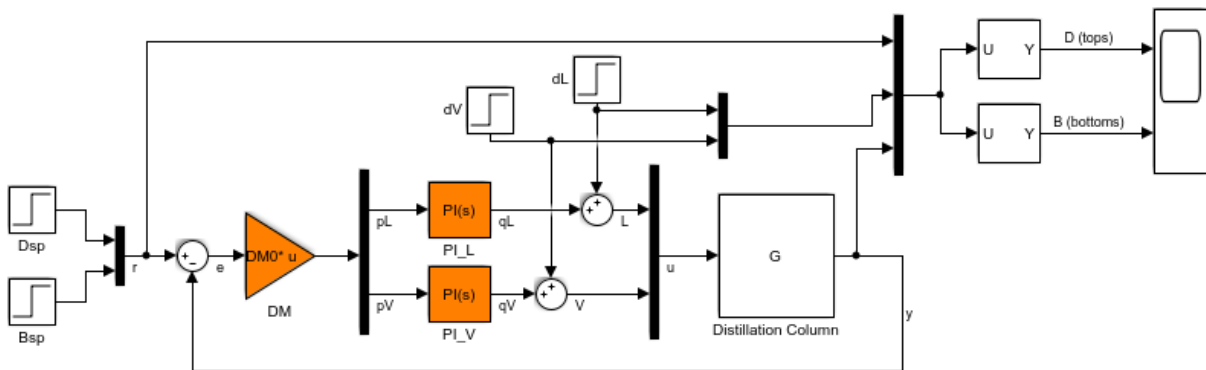 D (tops)
U Y
dL
dV
B (bottoms)
U Y
Dsp
r
+
−
e
DM0* u
DM
pL
PI(s)
qL
PI_L
+
+
L
pV
PI(s)
qV
PI_V
+
+
V
u
G
Distillation Column
y
Bsp